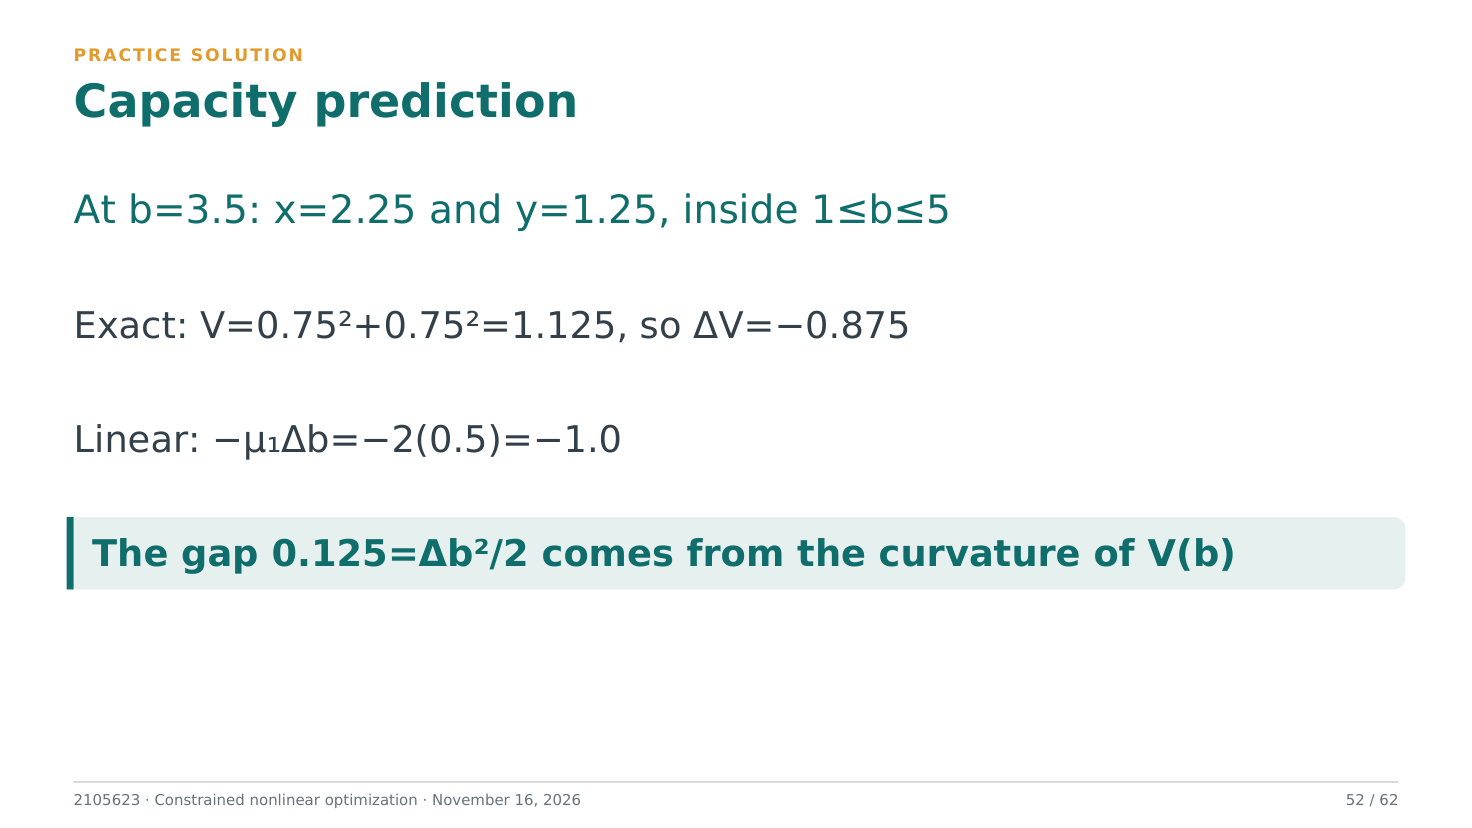 PRACTICE SOLUTION
Capacity prediction
At b=3.5: x=2.25 and y=1.25, inside 1≤b≤5
Exact: V=0.75²+0.75²=1.125, so ΔV=−0.875
Linear: −μ₁Δb=−2(0.5)=−1.0
The gap 0.125=Δb²/2 comes from the curvature of V(b)
2105623 · Constrained nonlinear optimization · November 16, 2026
52 / 62